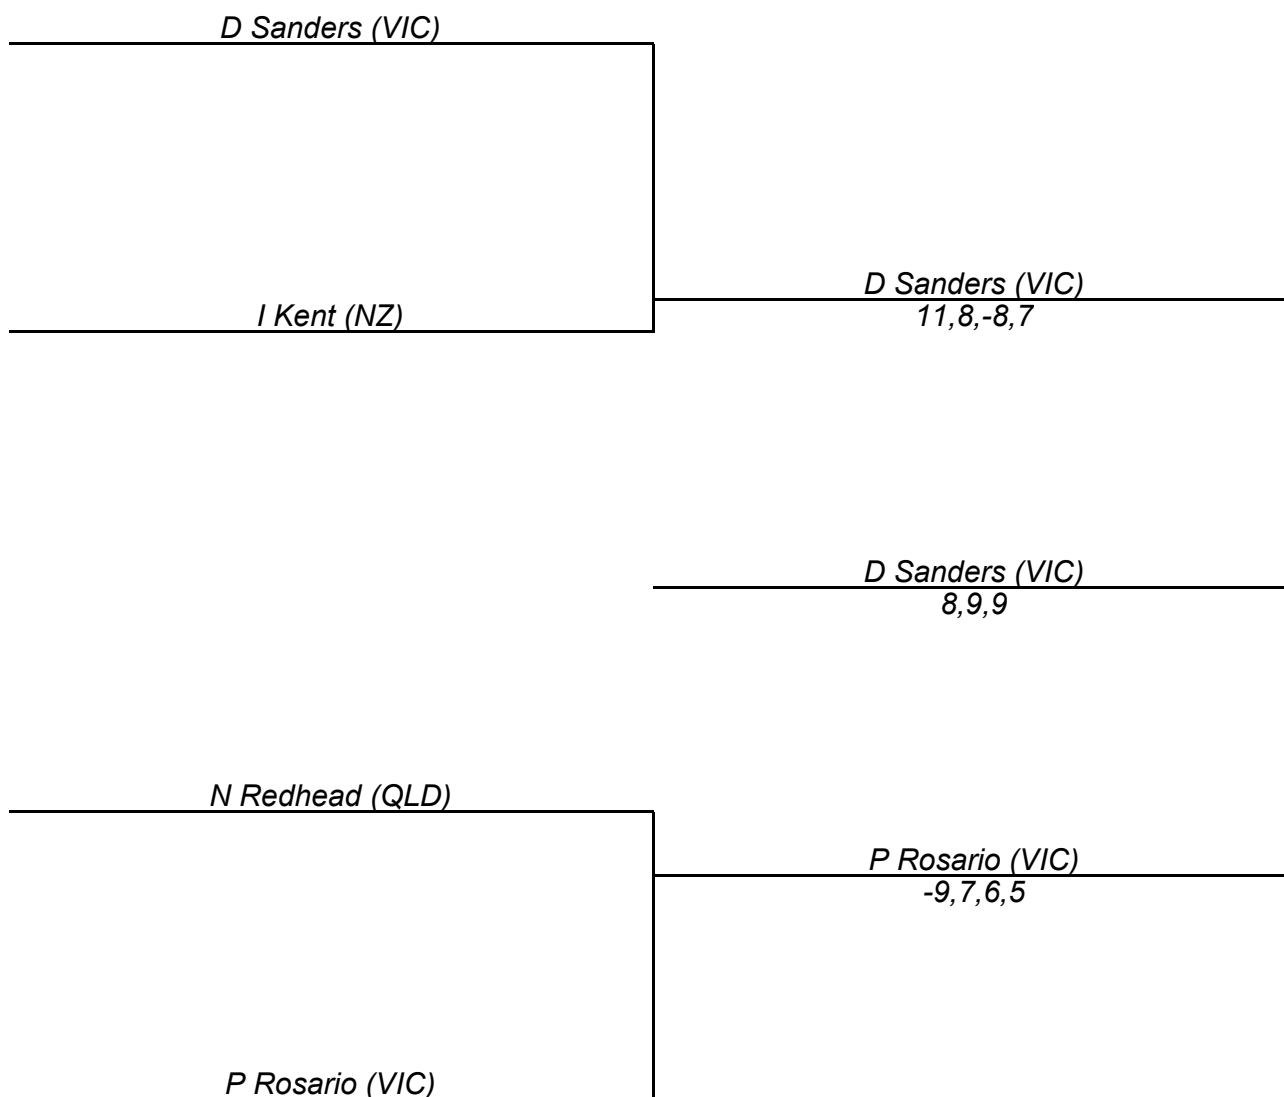 D Sanders (VIC)
D Sanders (VIC)
I Kent (NZ)
11,8,-8,7
D Sanders (VIC)
8,9,9
N Redhead (QLD)
P Rosario (VIC)
-9,7,6,5
P Rosario (VIC)